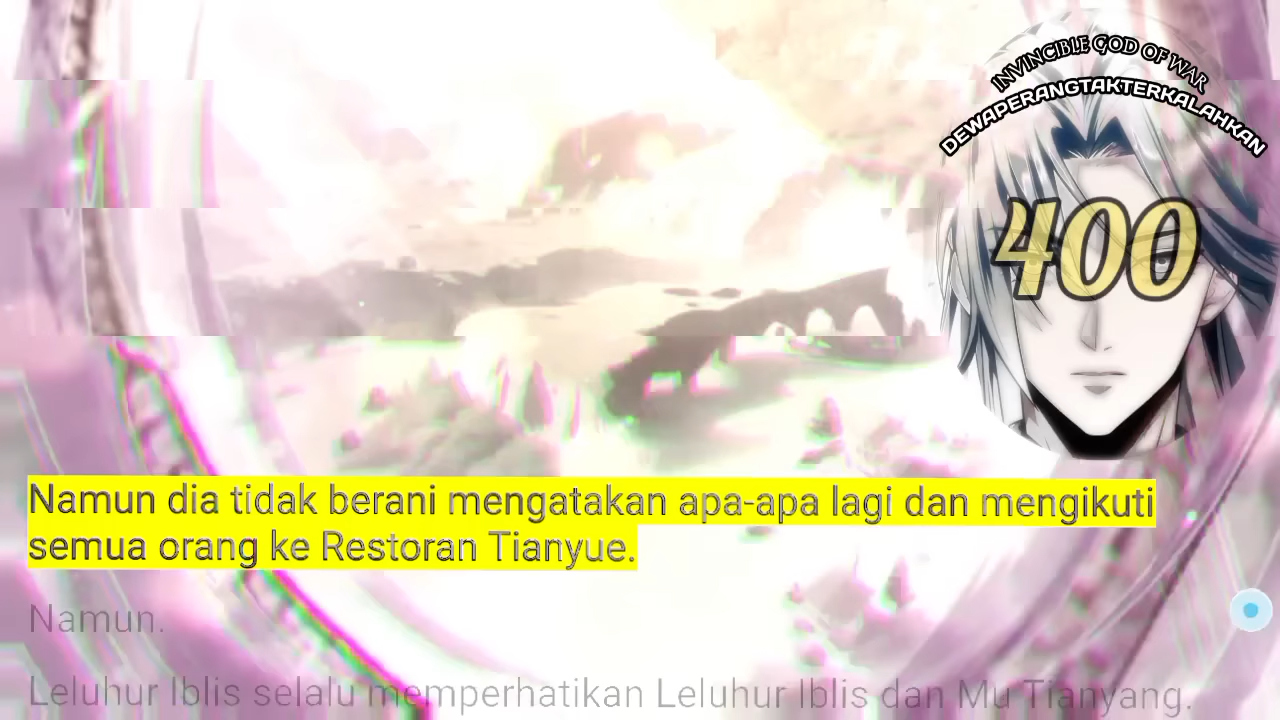 INVINCIBLE GOD OF WAR
DEWAPERANGTAKTERKALAHKAN
400
Namun dia tidak berani mengatakan apa-apa lagi dan mengikuti
semua orang ke Restoran Tianyue.
Namun.
Leluhur Iblis selalu memperhatikan Leluhur Iblis dan Mu Tianyang.